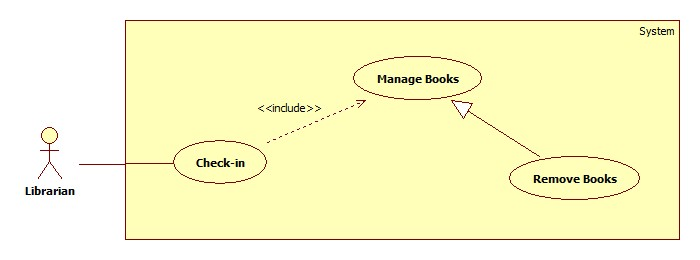 System
Manage Books
<<include>>
Check-in
Librarian
Remove Books